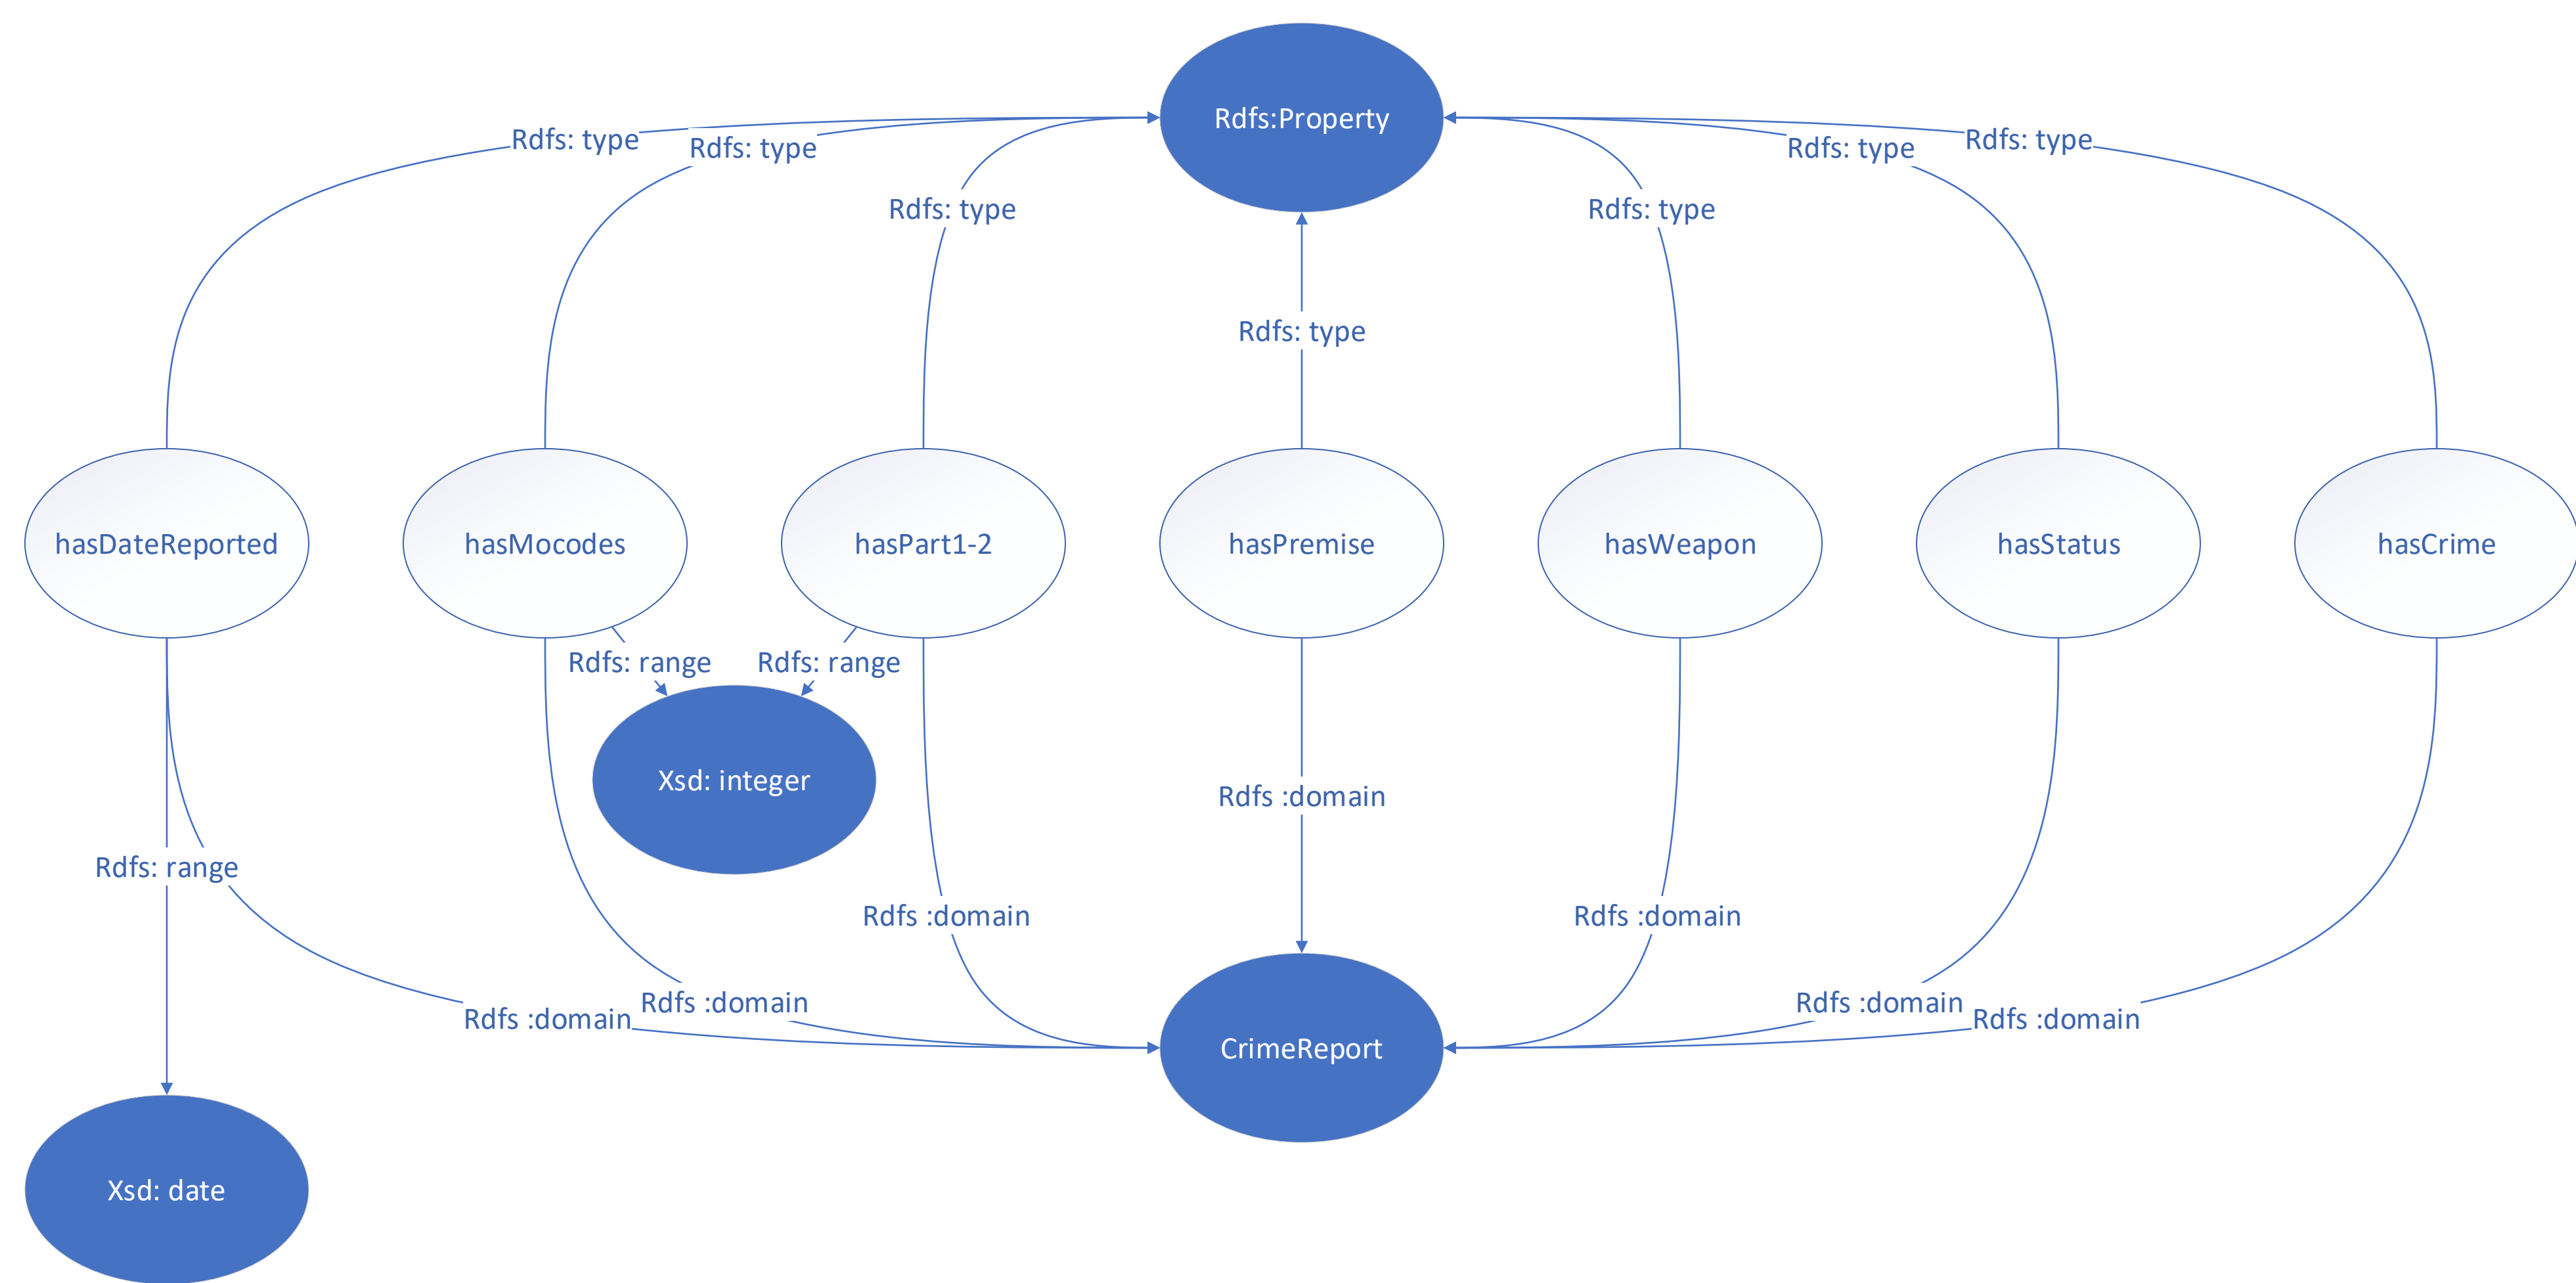 Rdfs:Property
Rdfs: type
Rdfs: type
Rdfs: type
Rdfs: type
Rdfs: type
Rdfs: type
Rdfs: type
hasDateReported
hasMocodes
hasPart1-2
hasPremise
hasWeapon
hasStatus
hasCrime
Rdfs: range
Rdfs: range
Xsd: integer
Rdfs :domain
Rdfs: range
Rdfs :domain
Rdfs :domain
Rdfs :domain
Rdfs :domain
Rdfs :domain
Rdfs :domain
CrimeReport
Xsd: date